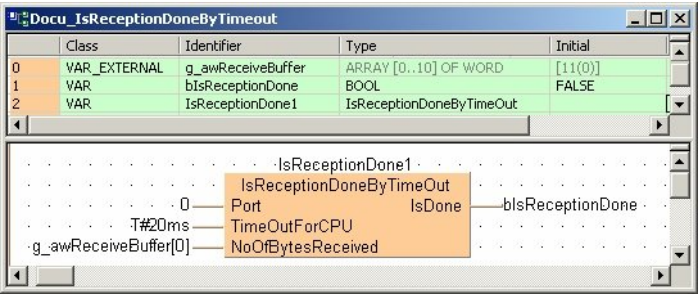 Docu_IsReceptionDoneByTimeout
Class Identifier Type Initial
0 VAR_EXTERNAL g_awReceiveBuffer ARRAY [0..10] OF WORD [11(0)]
1 VAR bIsReceptionDone BOOL FALSE
2 VAR IsReceptionDone1 IsReceptionDoneByTimeOut
IsReceptionDone1
IsReceptionDoneByTimeOut
0 Port IsDone bIsReceptionDone
T#20ms TimeOutForCPU
g_awReceiveBuffer[0] NoOfBytesReceived